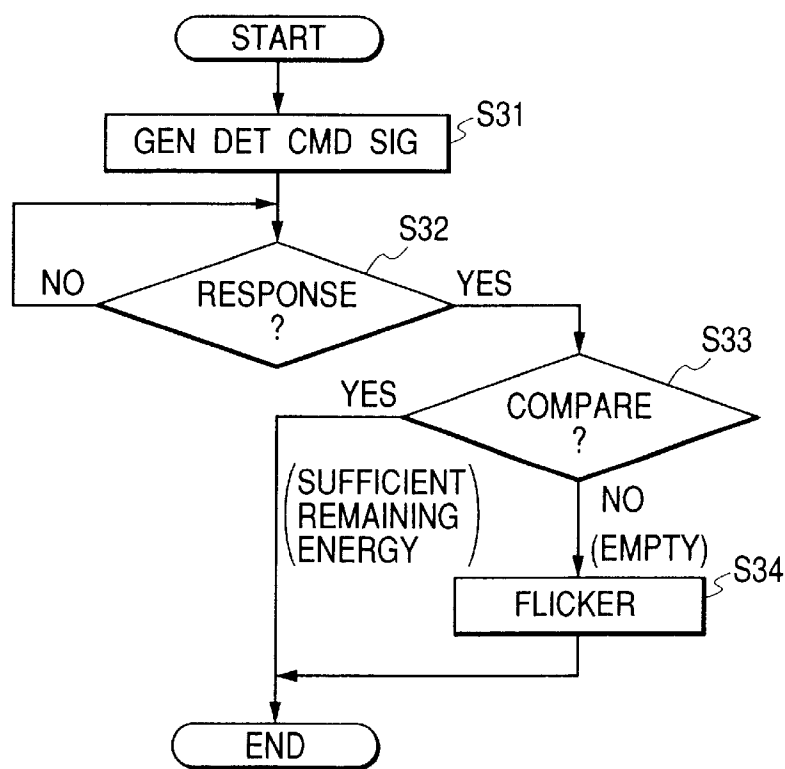 START
GEN DET CMD SIG
S31
S32
NO
RESPONSE
?
YES
S33
YES
COMPARE
?
(SUFFICIENT
REMAINING
ENERGY)
NO
(EMPTY)
S34
FLICKER
END